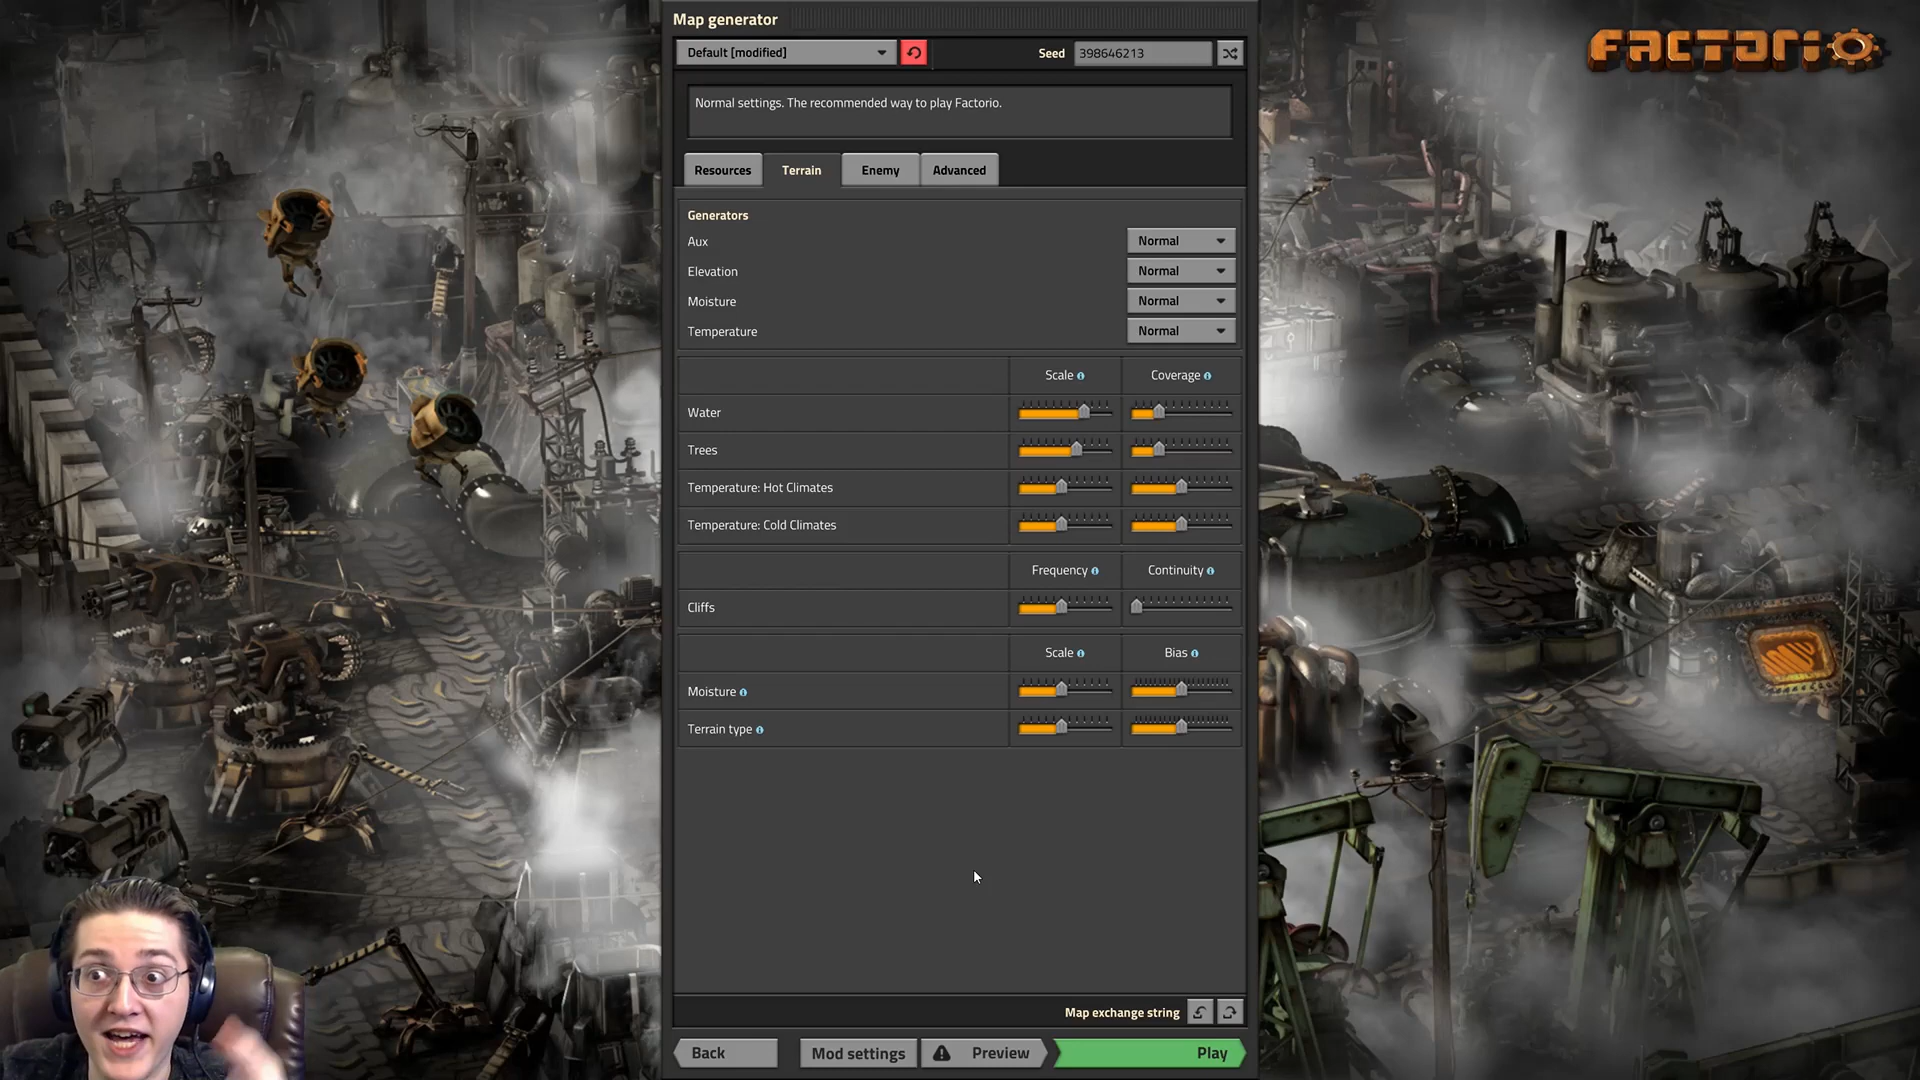 Map generator
FACTORIO
Default [modified]
Seed
398646213
Normal settings. The recommended way to play Factorio.
Resources
Terrain
Enemy
Advanced
Generators
Aux
Normal
Elevation
Normal
Moisture
Normal
Temperature
Normal
Scale
Coverage
Water
Trees
Temperature: Hot Climates
Temperature: Cold Climates
Frequency
Continuity
Cliffs
Scale
Bias
Moisture
Terrain type
Map exchange string
Back
Mod settings
Preview
Play